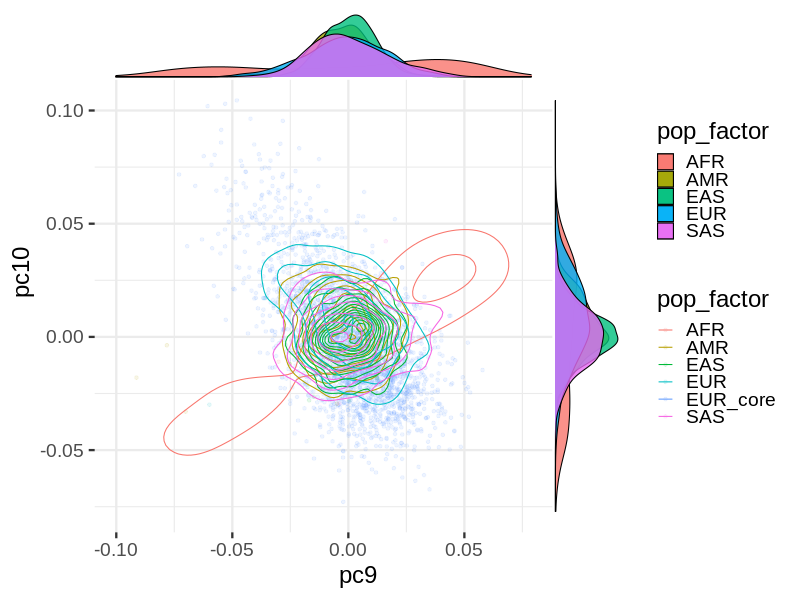 pop_factor
AFR
AMR
EAS
EUR
SAS
pop_factor
AFR
AMR
EAS
EUR
EUR_core
SAS
pc10
0.10
0.05
0.00
-0.05
-0.10
-0.05
0.00
0.05
pc9